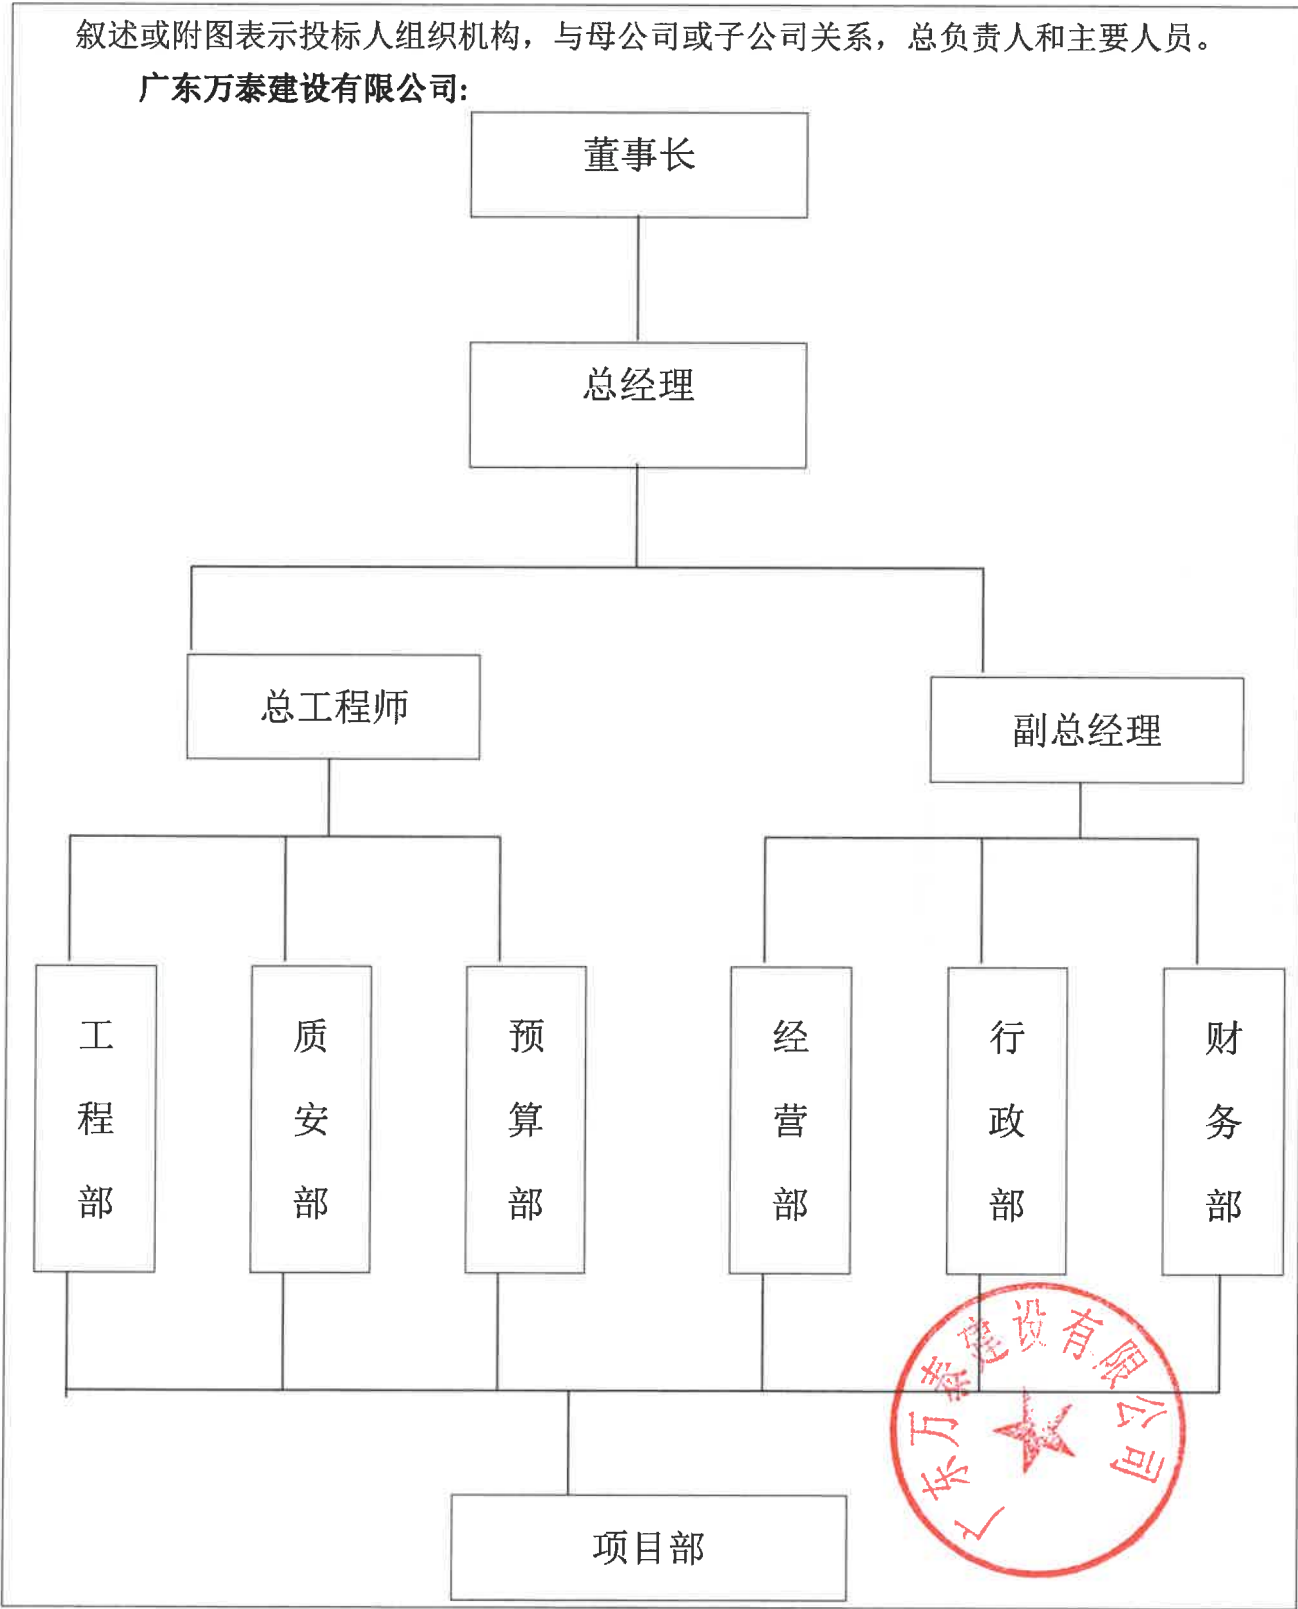 叙述或附图表示投标人组织机构，与母公司或子公司关系，总负责人和主要人员。
广东万泰建设有限公司:
董事长
总经理
总工程师
副总经理
工程部
质安部
预算部
经营部
行政部
财务部
广东万泰建设有限公司
项目部